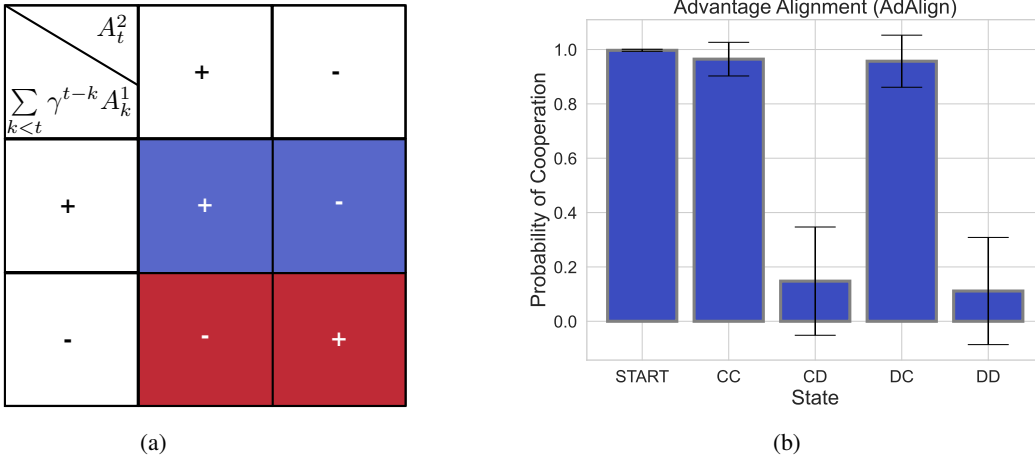 A_t^2
∑_{k<t} γ^{t−k} A_k^1
+ -
+ + -
- - +
(a)
Advantage Alignment (AdAlign)
Probability of Cooperation
1.0
0.8
0.6
0.4
0.2
0.0
START CC CD DC DD
State
(b)